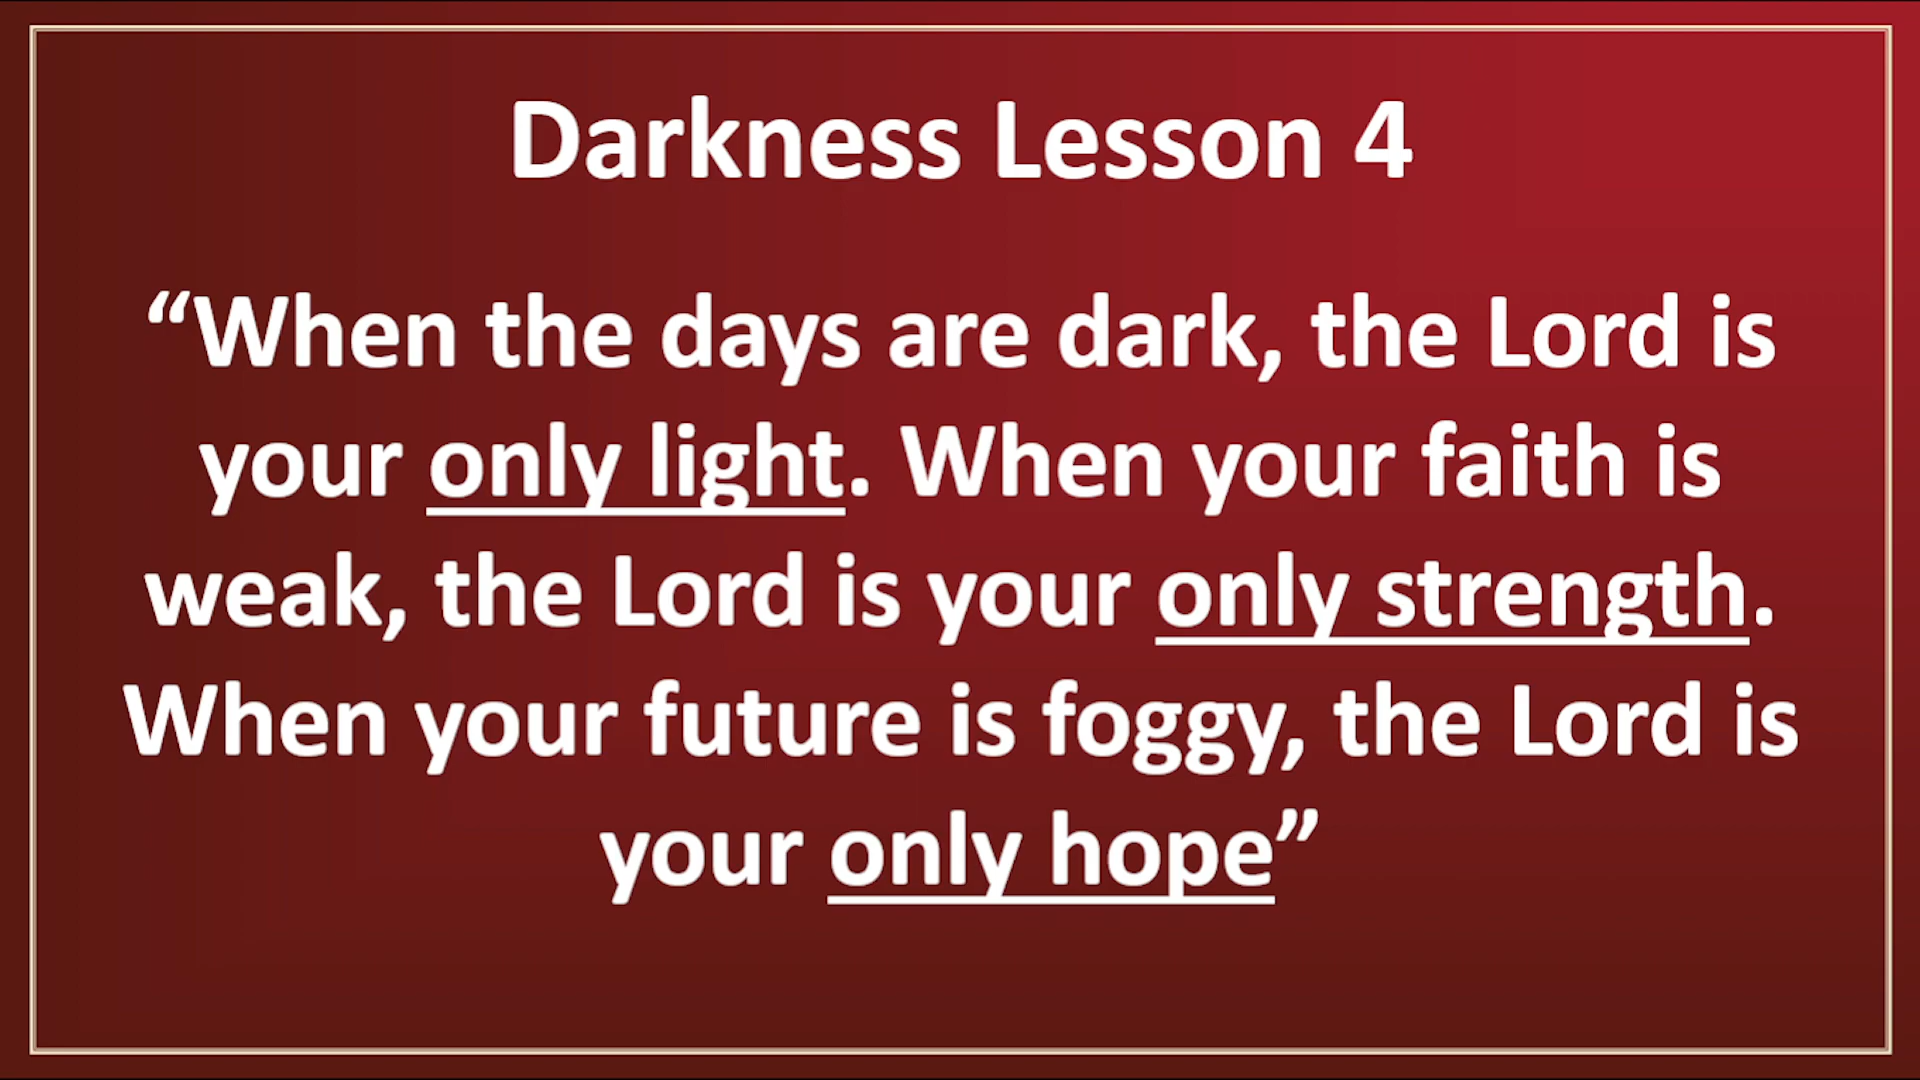 Darkness Lesson 4
“When the days are dark, the Lord is
your only light. When your faith is
weak, the Lord is your only strength.
When your future is foggy, the Lord is
your only hope”